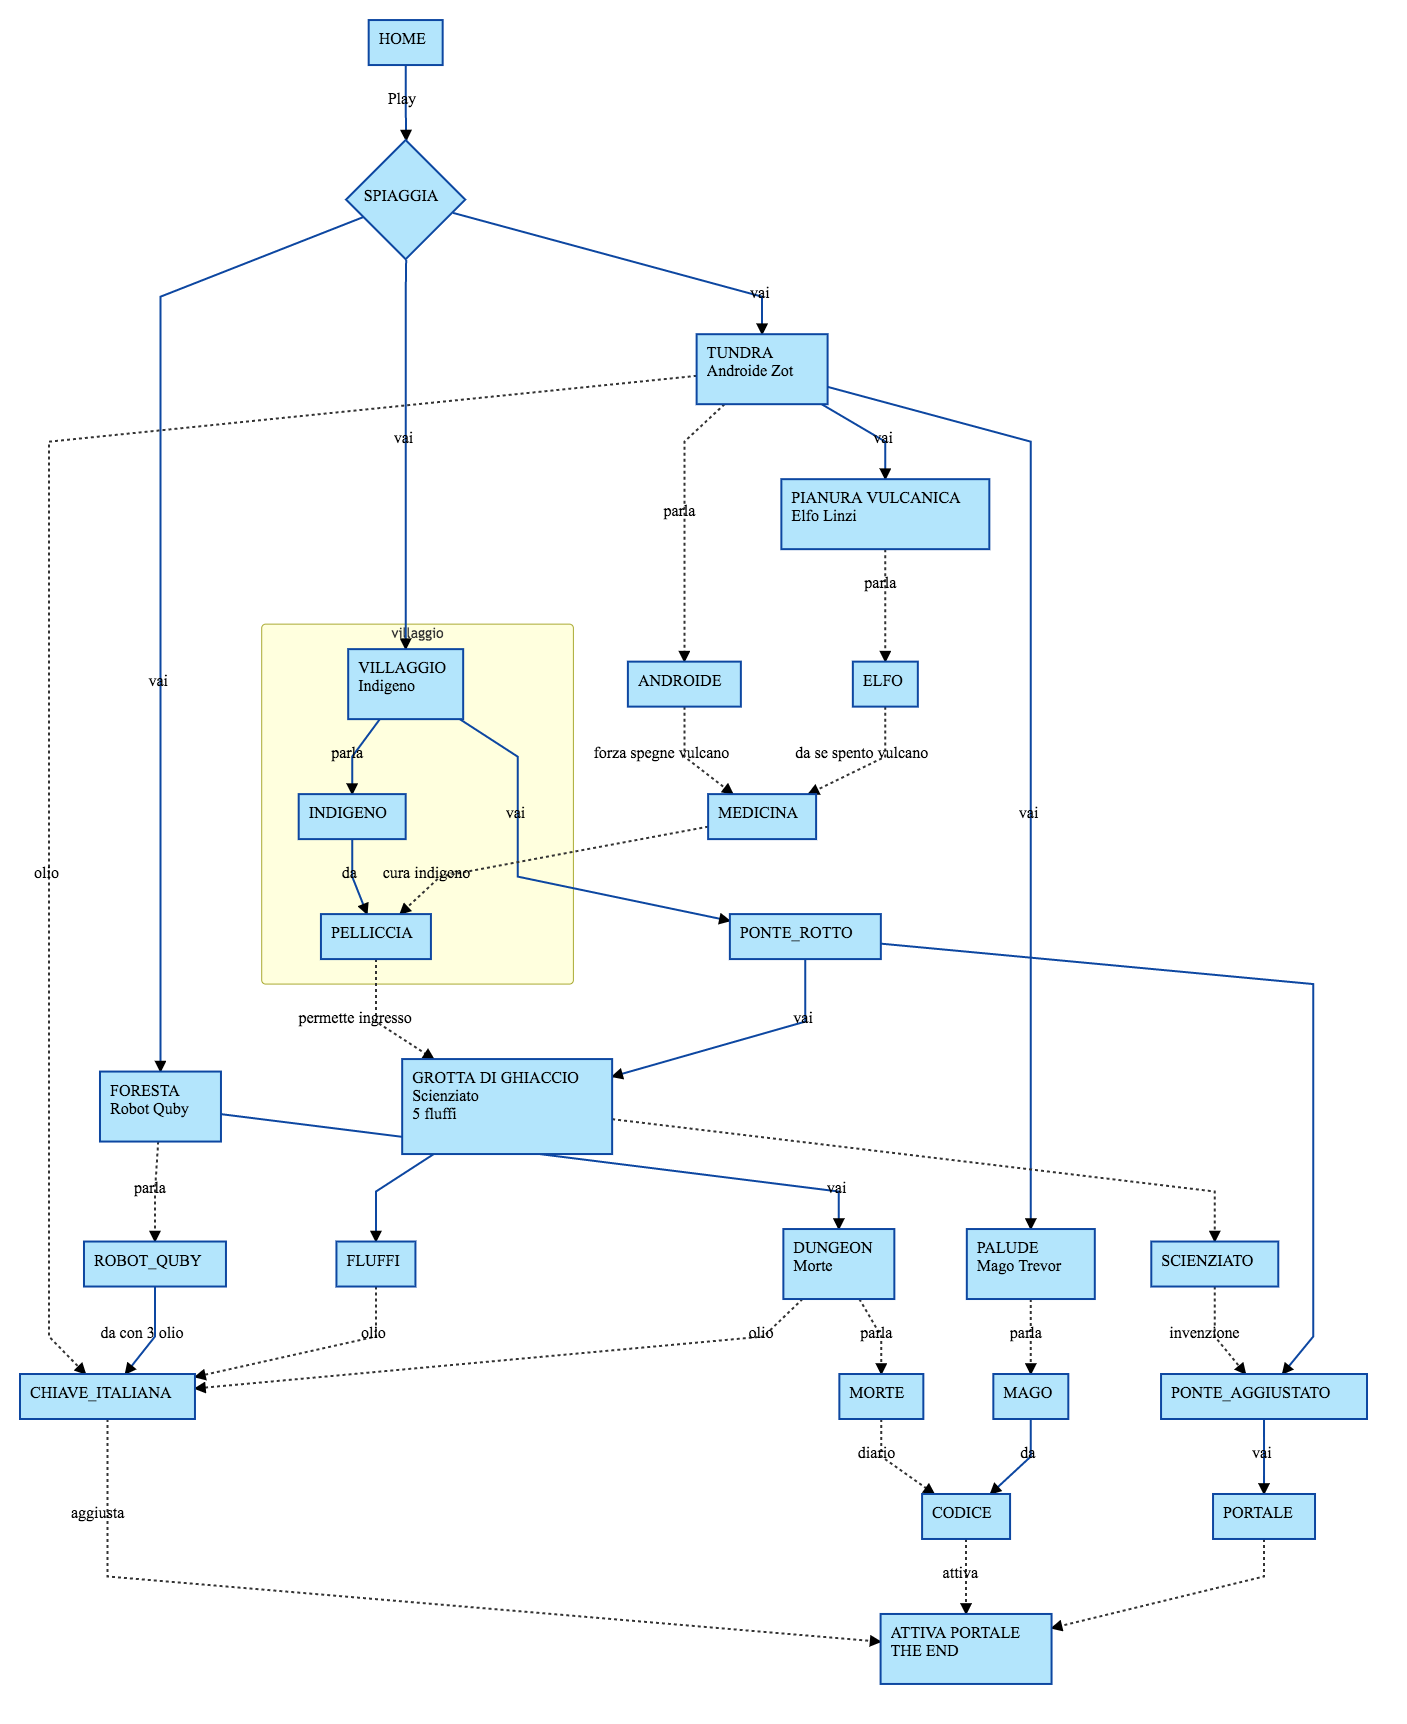 HOME
Play
SPIAGGIA
vai
TUNDRA
Androide Zot
vai
vai
parla
PIANURA VULCANICA
Elfo Linzi
parla
villaggio
VILLAGGIO
Indigeno
vai
ANDROIDE
ELFO
parla
forza spegne vulcano
da se spento vulcano
INDIGENO
vai
MEDICINA
vai
olio
da
cura indigeno
PELLICCIA
PONTE_ROTTO
permette ingresso
vai
FORESTA
Robot Quby
GROTTA DI GHIACCIO
Scienziato
5 fluffi
parla
vai
ROBOT_QUBY
FLUFFI
DUNGEON
Morte
PALUDE
Mago Trevor
SCIENZIATO
da con 3 olio
olio
olio
parla
parla
invenzione
CHIAVE_ITALIANA
MORTE
MAGO
PONTE_AGGIUSTATO
diario
da
vai
aggiusta
CODICE
PORTALE
attiva
ATTIVA PORTALE
THE END